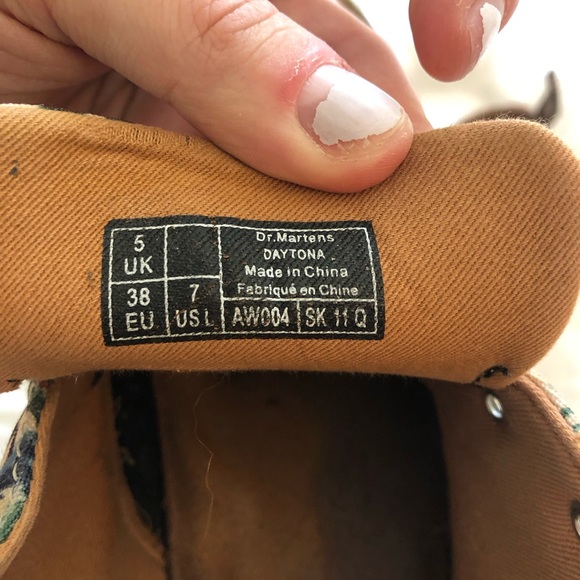 5
UK
38
EU
7
US L
Dr.Martens
DAYTONA
Made in China
Fabriqué en Chine
AW004
SK 11 Q